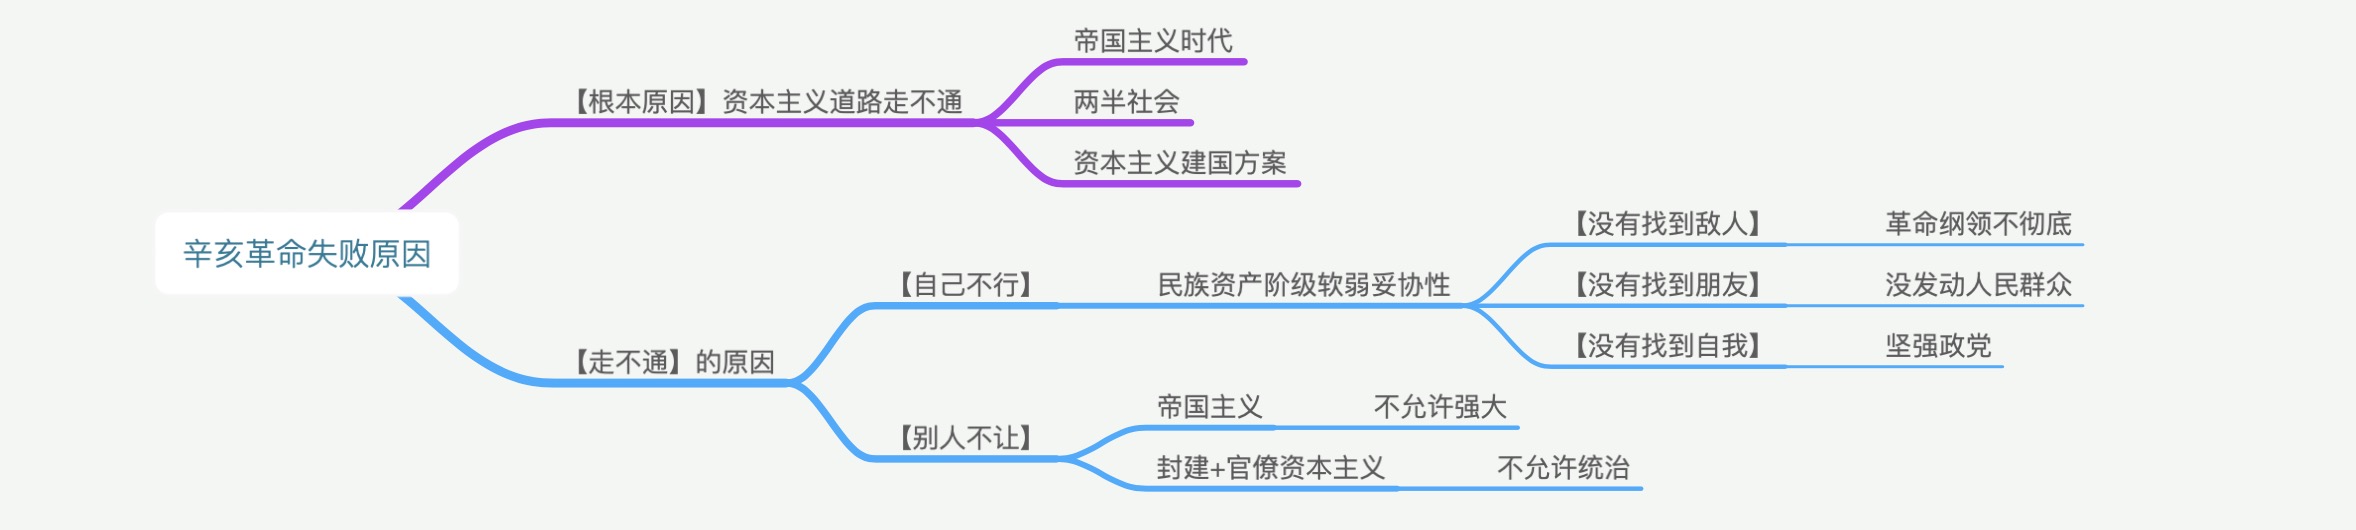 辛亥革命失败原因
【根本原因】资本主义道路走不通
帝国主义时代
两半社会
资本主义建国方案
【走不通】的原因
【自己不行】
民族资产阶级软弱妥协性
【没有找到敌人】
革命纲领不彻底
【没有找到朋友】
没发动人民群众
【没有找到自我】
坚强政党
【别人不让】
帝国主义
不允许强大
封建+官僚资本主义
不允许统治